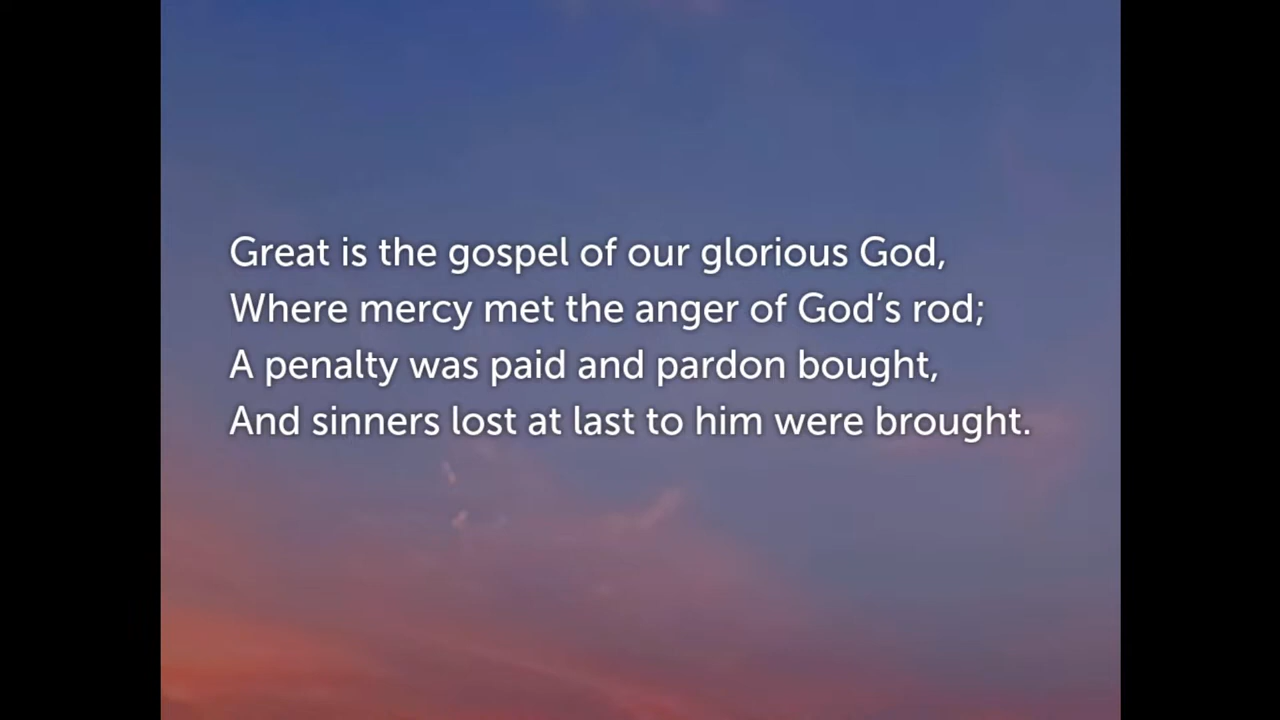 Great is the gospel of our glorious God,
Where mercy met the anger of God’s rod;
A penalty was paid and pardon bought,
And sinners lost at last to him were brought.